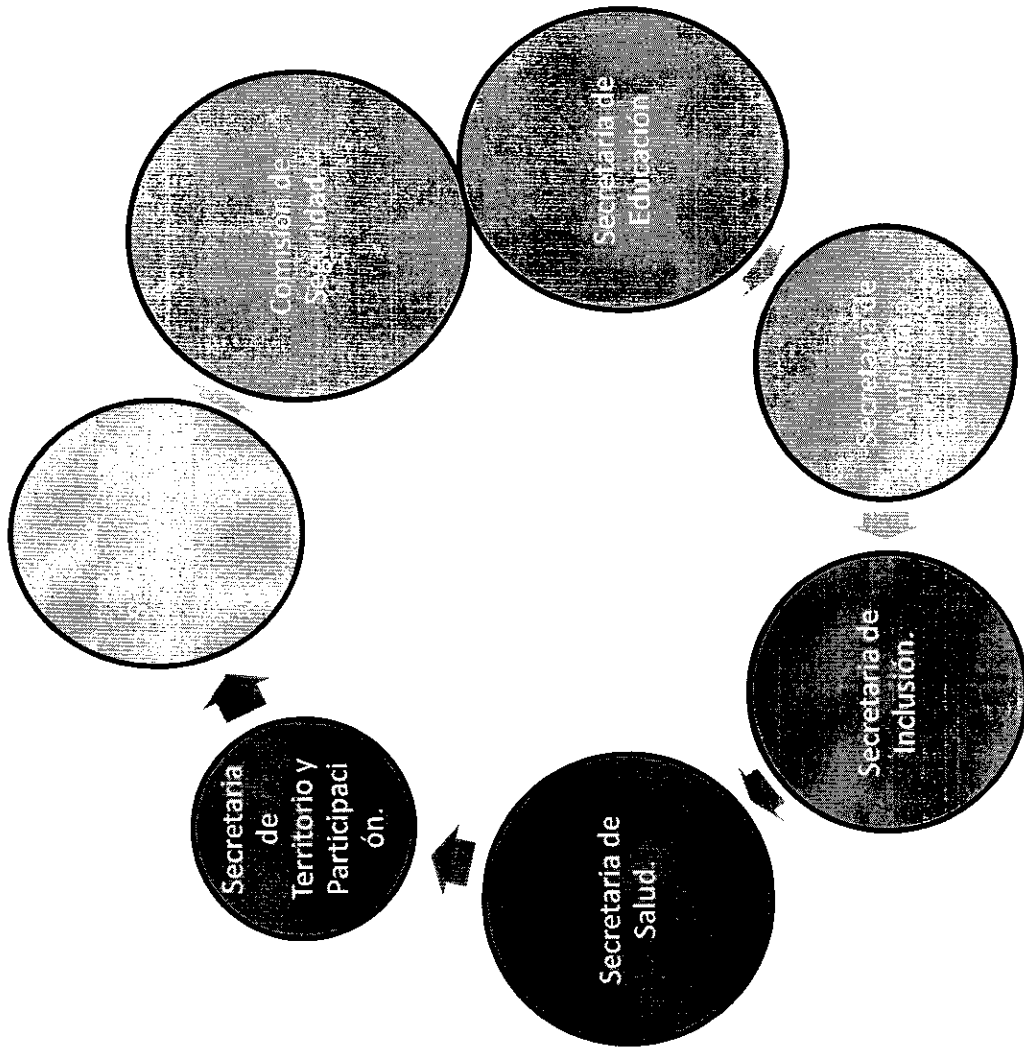 Comisión de
Seguridad.
Secretaria de
Educación
Secretaria de
Ambiente
Secretaria de
Inclusión.
Secretaria de
Salud.
Secretaria
de
Territorio y
Participaci
ón.